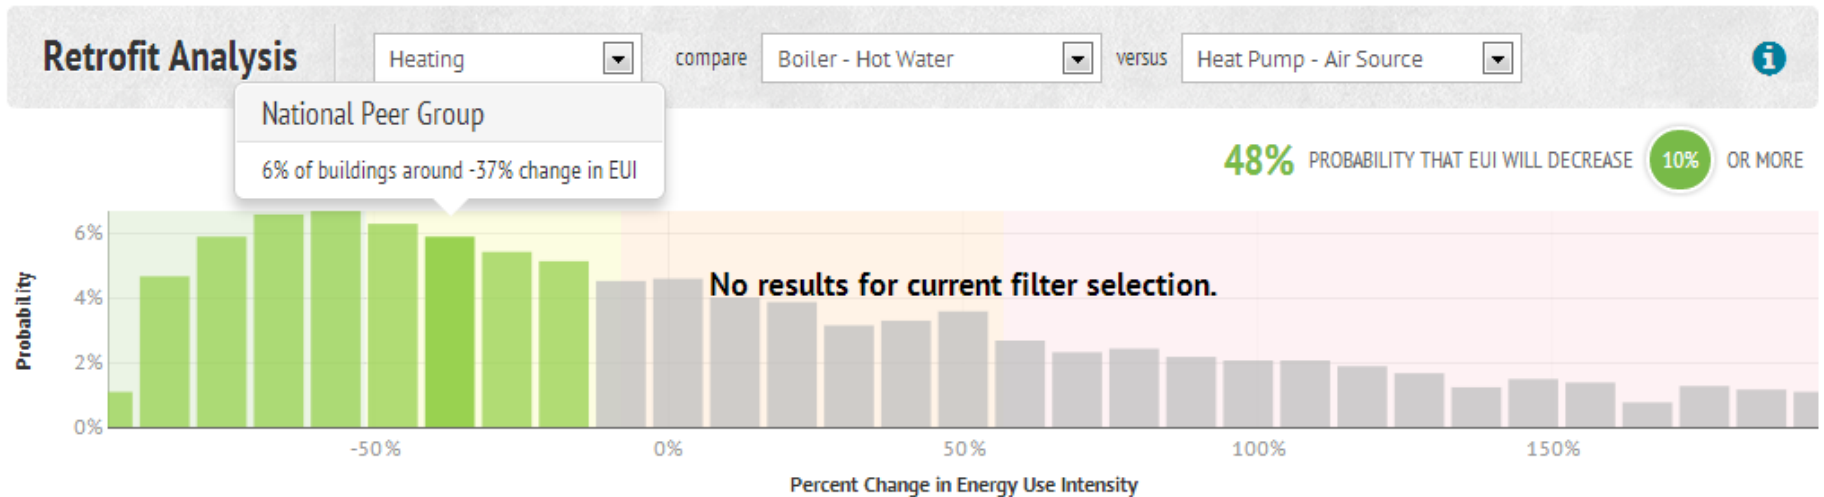 Retrofit Analysis Heating compare Boiler - Hot Water versus Heat Pump - Air Source i
National Peer Group
6% of buildings around -37% change in EUI
48% PROBABILITY THAT EUI WILL DECREASE 10% OR MORE
6%
4%
2%
0%
Probability
No results for current filter selection.
-50% 0% 50% 100% 150%
Percent Change in Energy Use Intensity